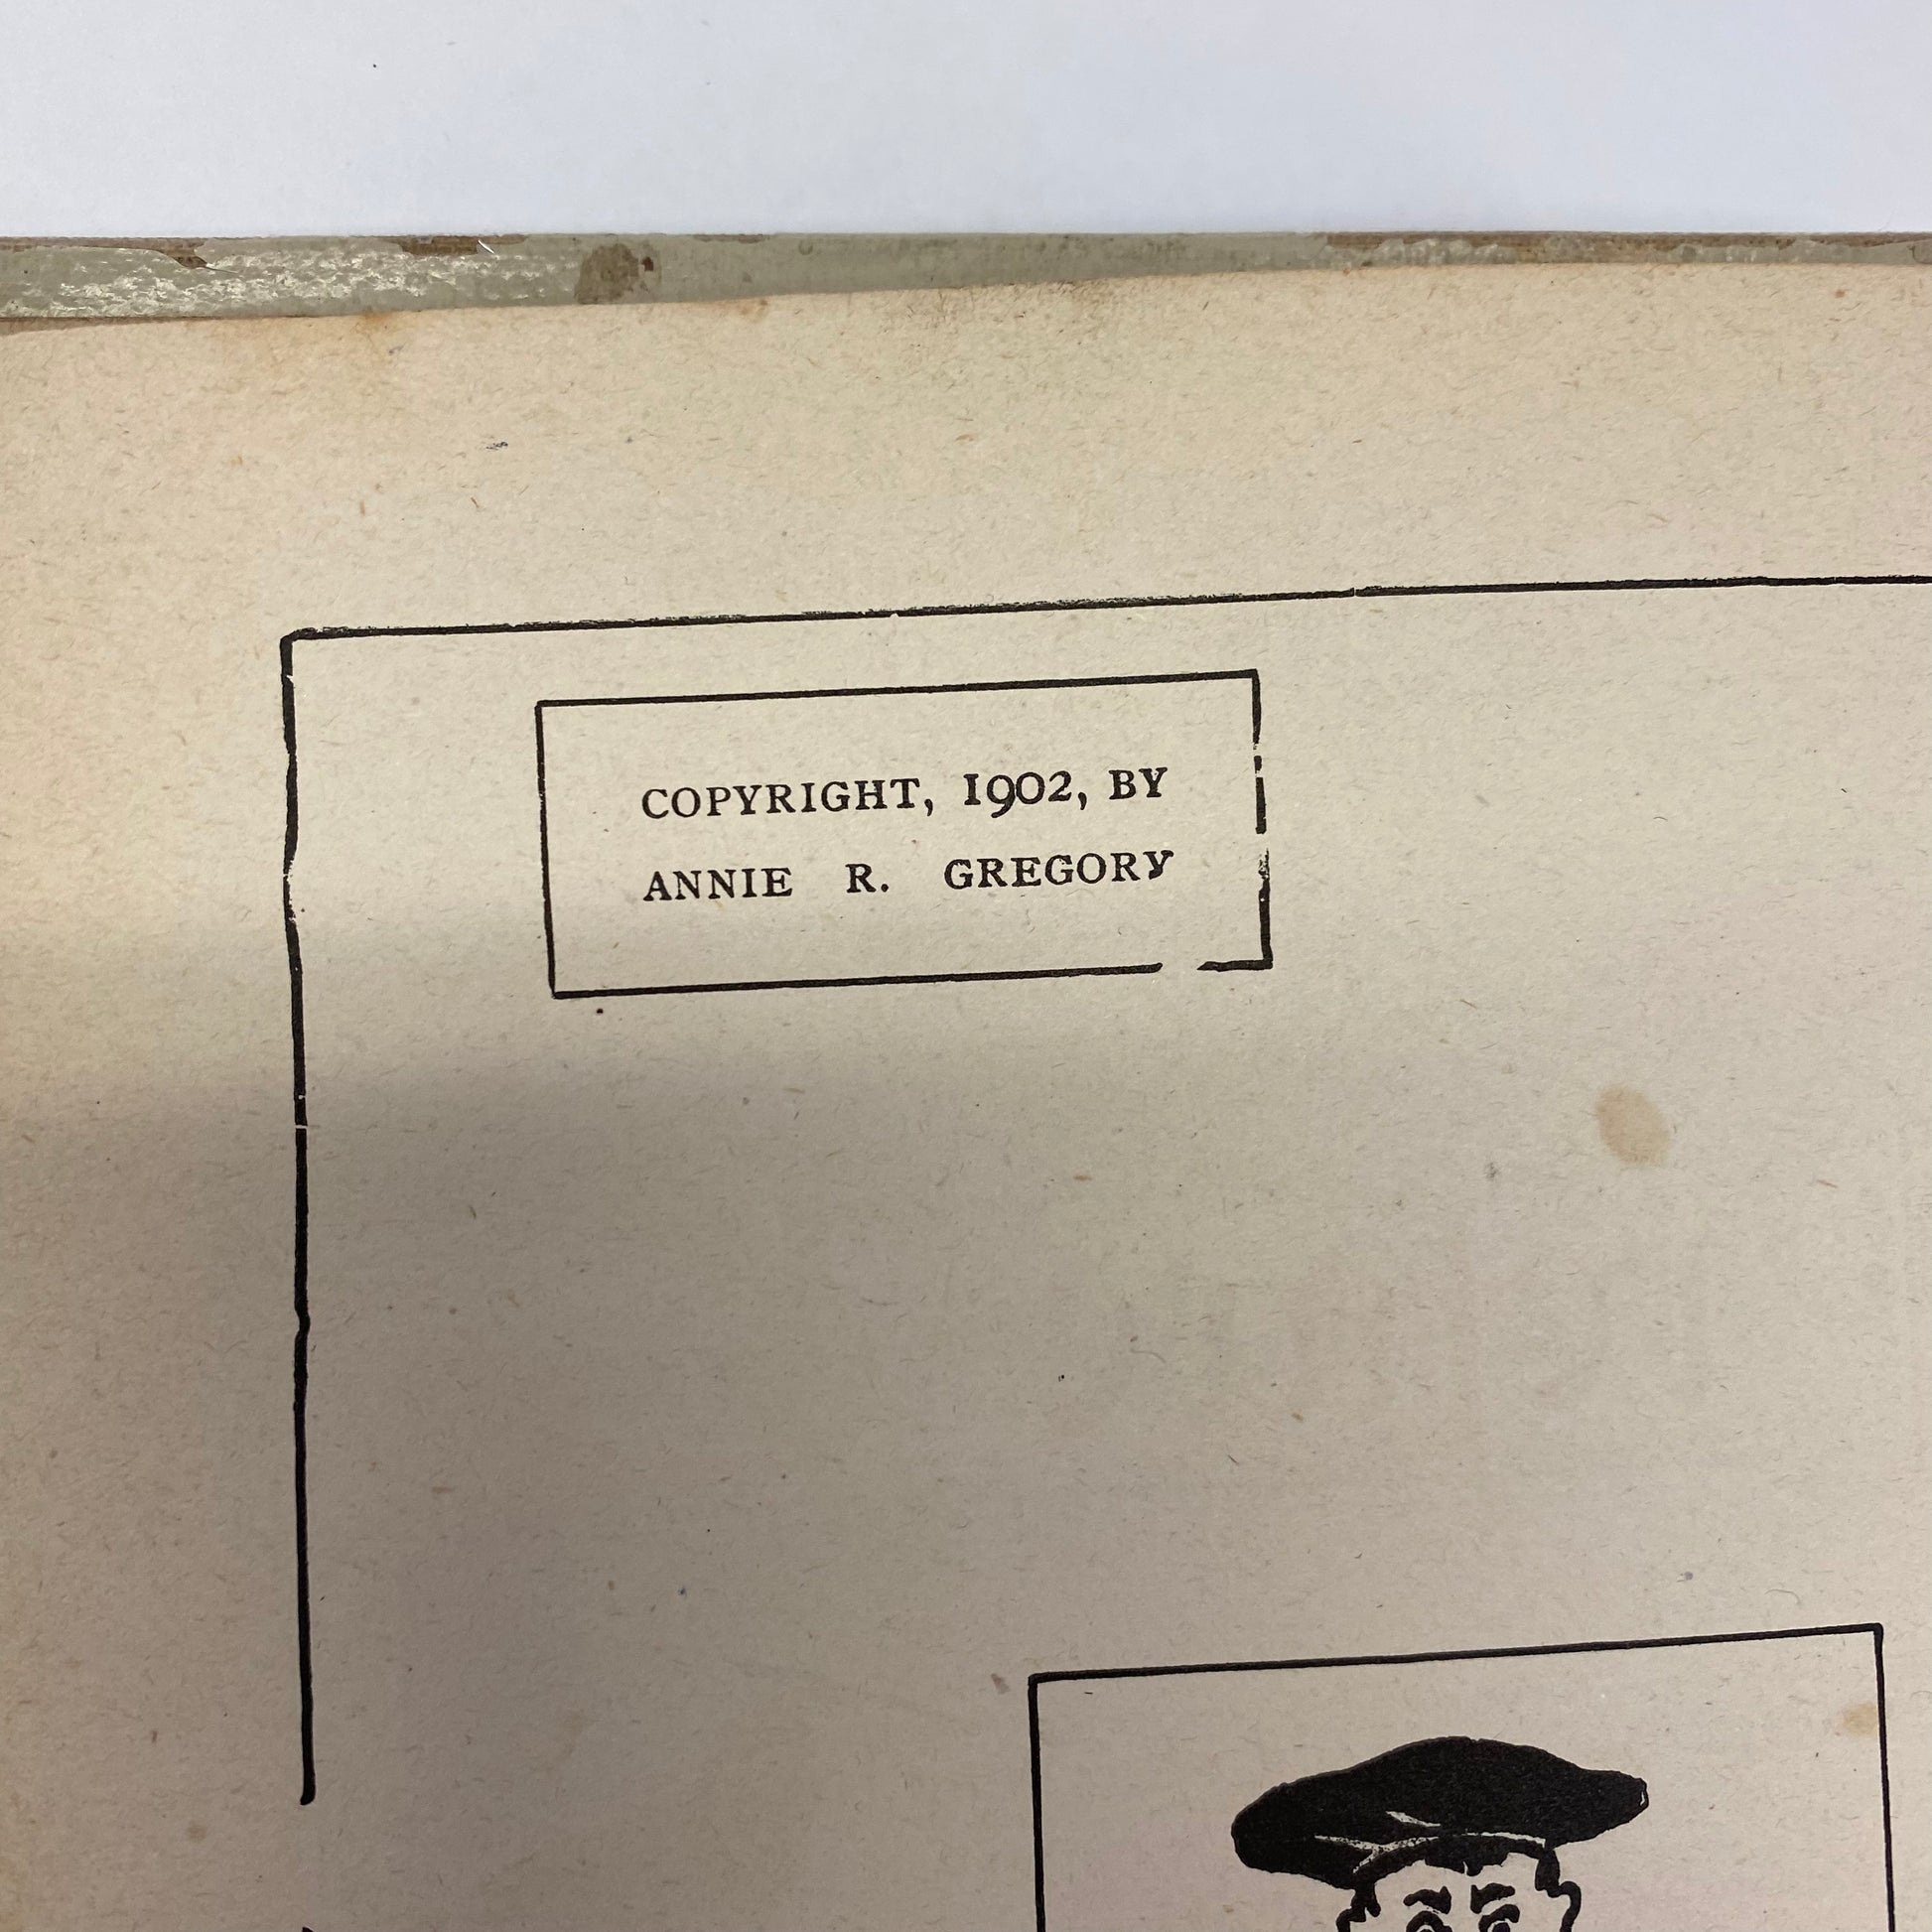 COPYRIGHT, 1902, BY
ANNIE R. GREGORY